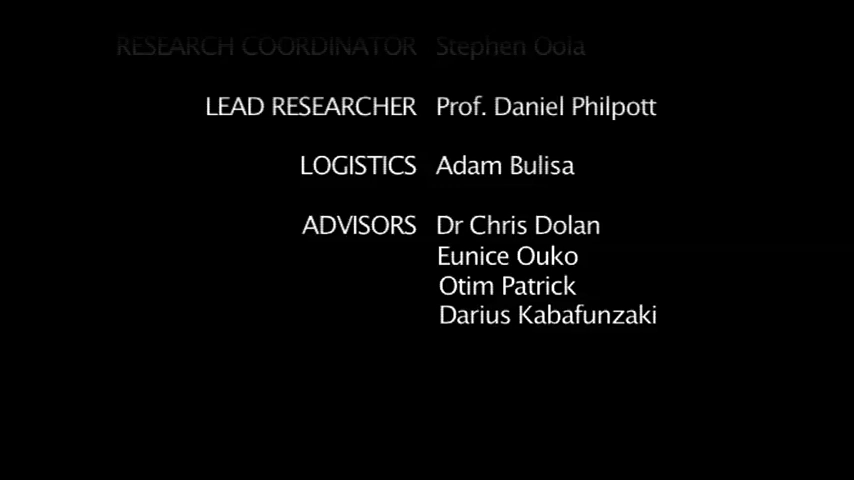 RESEARCH COORDINATOR Stephen Oola
LEAD RESEARCHER Prof. Daniel Philpott
LOGISTICS Adam Bulisa
ADVISORS Dr Chris Dolan
Eunice Ouko
Otim Patrick
Darius Kabafunzaki